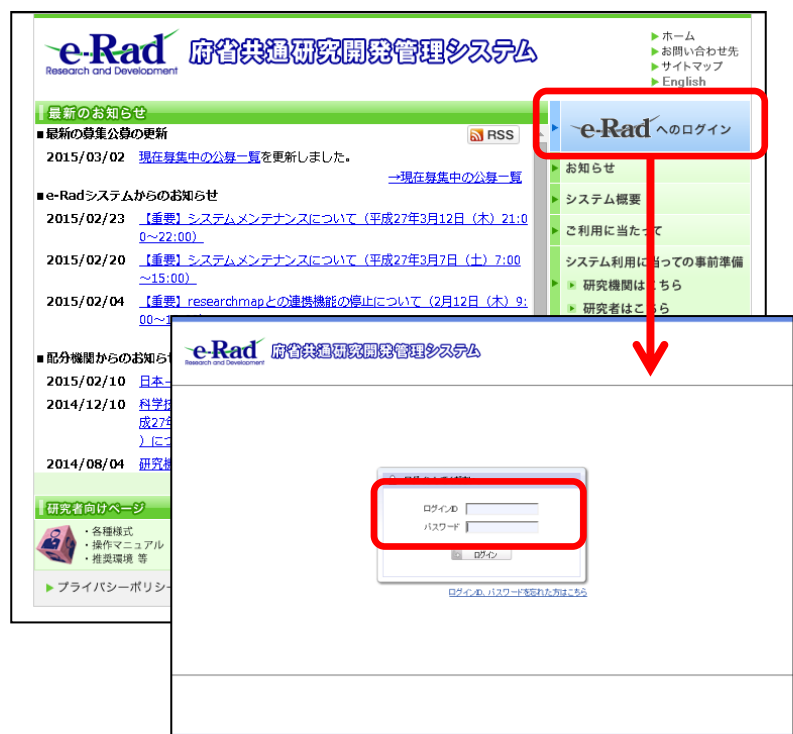 e-Rad
Research and Development
府省共通研究開発管理システム
ホーム
お問い合わせ先
サイトマップ
English
最新のお知らせ
■最新の募集公募の更新
RSS
2015/03/02 現在募集中の公募一覧を更新しました。
→現在募集中の公募一覧
■e-Radシステムからのお知らせ
2015/02/23 【重要】システムメンテナンスについて（平成27年3月12日（木）21:0
0～22:00）
2015/02/20 【重要】システムメンテナンスについて（平成27年3月7日（土）7:00
～15:00）
2015/02/04 【重要】researchmapとの連携機能の停止について（2月12日（木）9:
00～1
■配分機関からのお知らせ
2015/02/10 日本
2014/12/10 科学技
成27年
）につ
2014/08/04 研究機
研究者向けページ
・各種様式
・操作マニュアル
・推奨環境 等
プライバシーポリシー
e-Radへのログイン
お知らせ
システム概要
ご利用に当たって
システム利用に当っての事前準備
研究機関はこちら
研究者はこちら
e-Rad
Research and Development
府省共通研究開発管理システム
ログインID
パスワード
ログイン
ログインID、パスワードを忘れた方はこちら